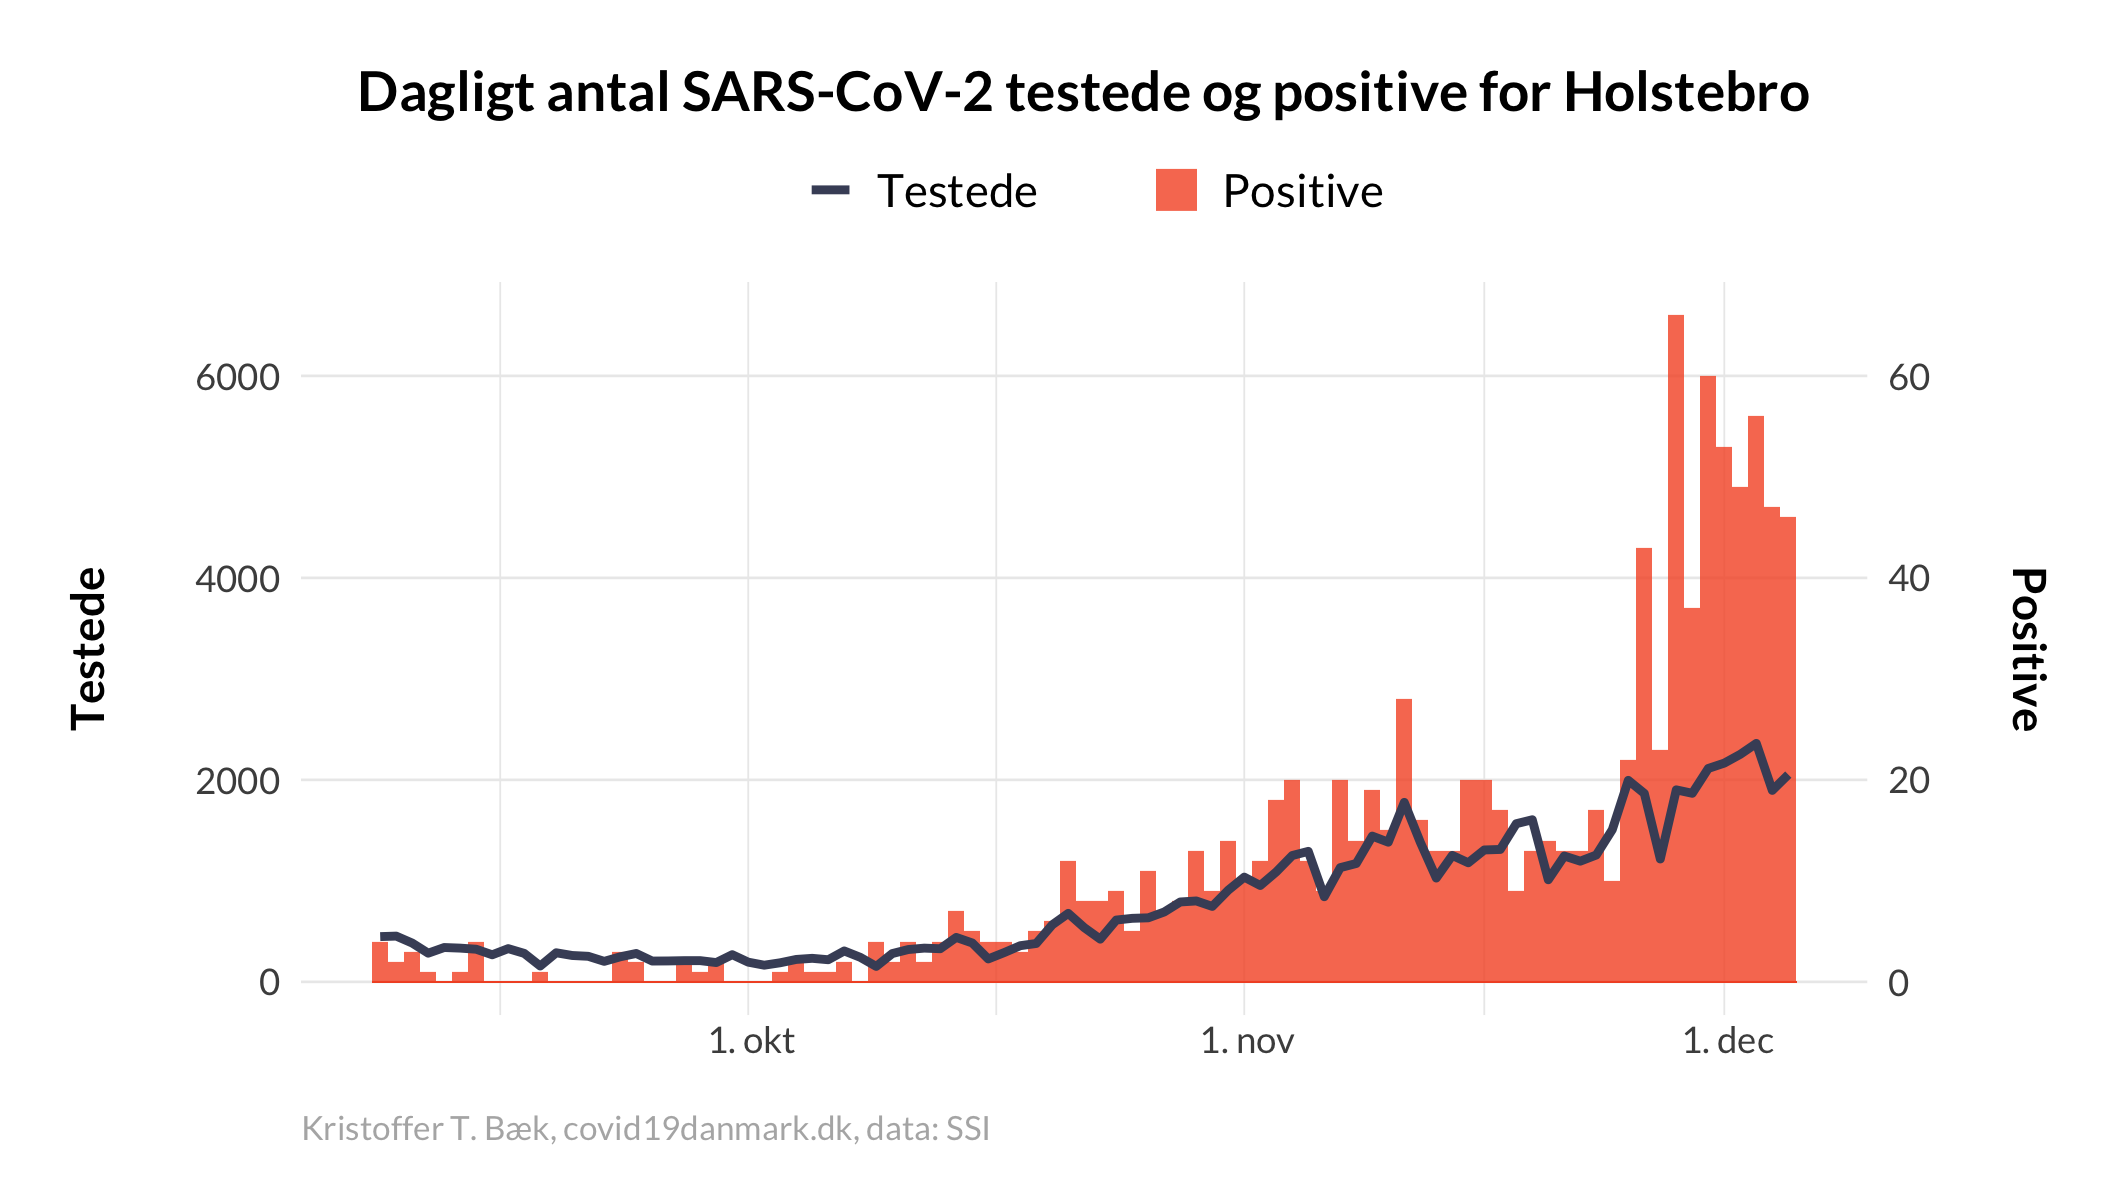 Dagligt antal SARS-CoV-2 testede og positive for Holstebro
Testede
Positive
6000
4000
2000
0
60
40
20
0
Testede
Positive
1. okt
1. nov
1. dec
Kristoffer T. Bæk, covid19danmark.dk, data: SSI